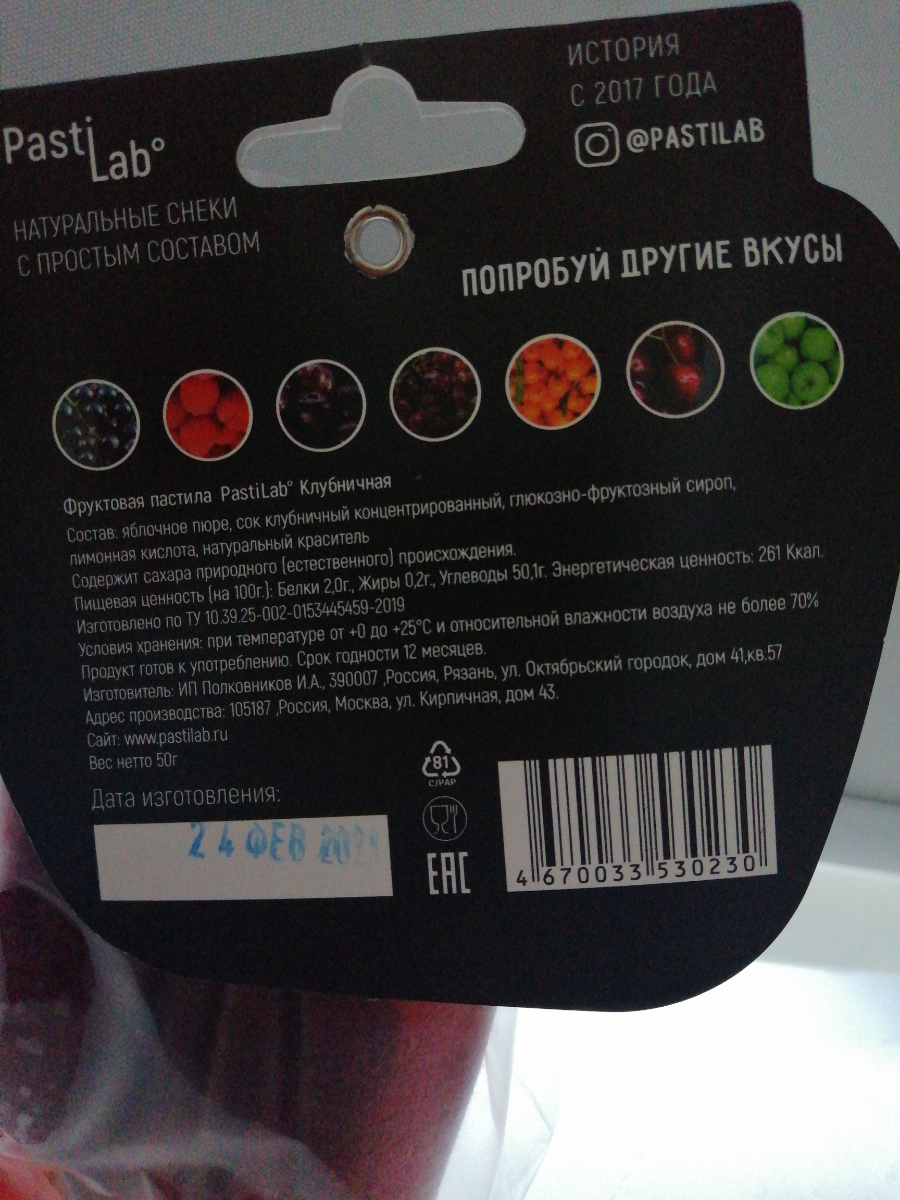 Pasti
Lab°
НАТУРАЛЬНЫЕ СНЕКИ
С ПРОСТЫМ СОСТАВОМ
ИСТОРИЯ
С 2017 ГОДА
@PASTILAB
ПОПРОБУЙ ДРУГИЕ ВКУСЫ
Фруктовая пастила PastiLab° Клубничная
Состав: яблочное пюре, сок клубничный концентрированный, глюкозно-фруктозный сироп,
лимонная кислота, натуральный краситель
Содержит сахара природного (естественного) происхождения.
Пищевая ценность (на 100г.): Белки 2,0г., Жиры 0,2г., Углеводы 50,1г. Энергетическая ценность: 261 Ккал.
Изготовлено по ТУ 10.39.25-002-0153445459-2019
Условия хранения: при температуре от +0 до +25°С и относительной влажности воздуха не более 70%
Продукт готов к употреблению. Срок годности 12 месяцев.
Изготовитель: ИП Полковников И.А., 390007 ,Россия, Рязань, ул. Октябрьский городок, дом 41,кв.57
Адрес производства: 105187 ,Россия, Москва, ул. Кирпичная, дом 43.
Сайт: www.pastilab.ru
Вес нетто 50г
Дата изготовления:
24 ФЕВ
81
C/PAP
EAC
4 670033 530230